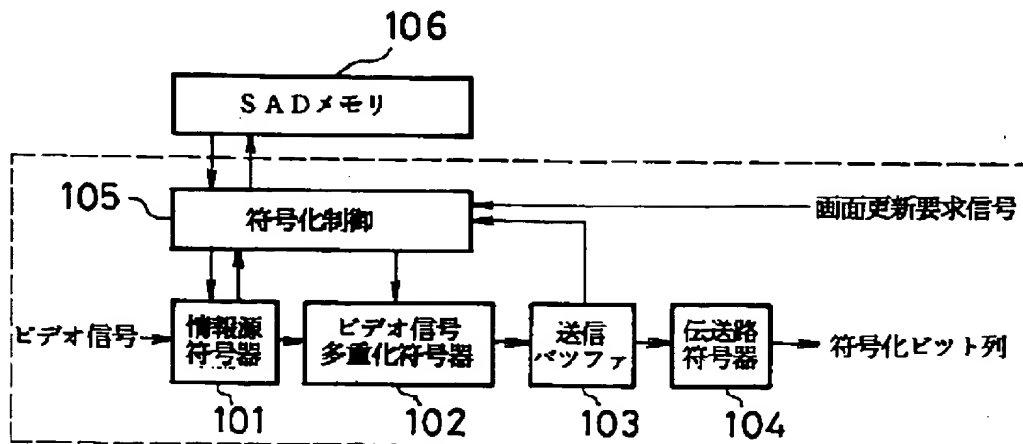 106
SADメモリ
105
符号化制御
画面更新要求信号
ビデオ信号
情報源
符号器
ビデオ信号
多重化符号器
送信
バツファ
伝送路
符号器
符号化ビット列
101
102
103
104